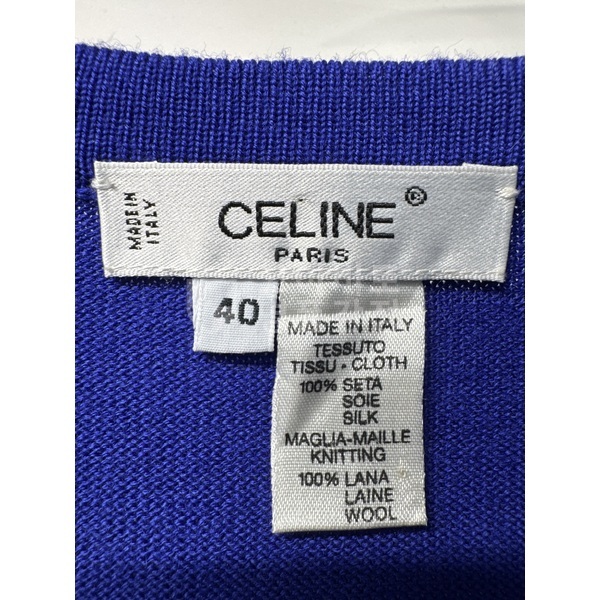 MADE IN
ITALY
CELINE®
PARIS
40
MADE IN ITALY
TESSUTO
TISSU - CLOTH
100% SETA
SOIE
SILK
MAGLIA-MAILLE
KNITTING
100% LANA
LAINE
WOOL